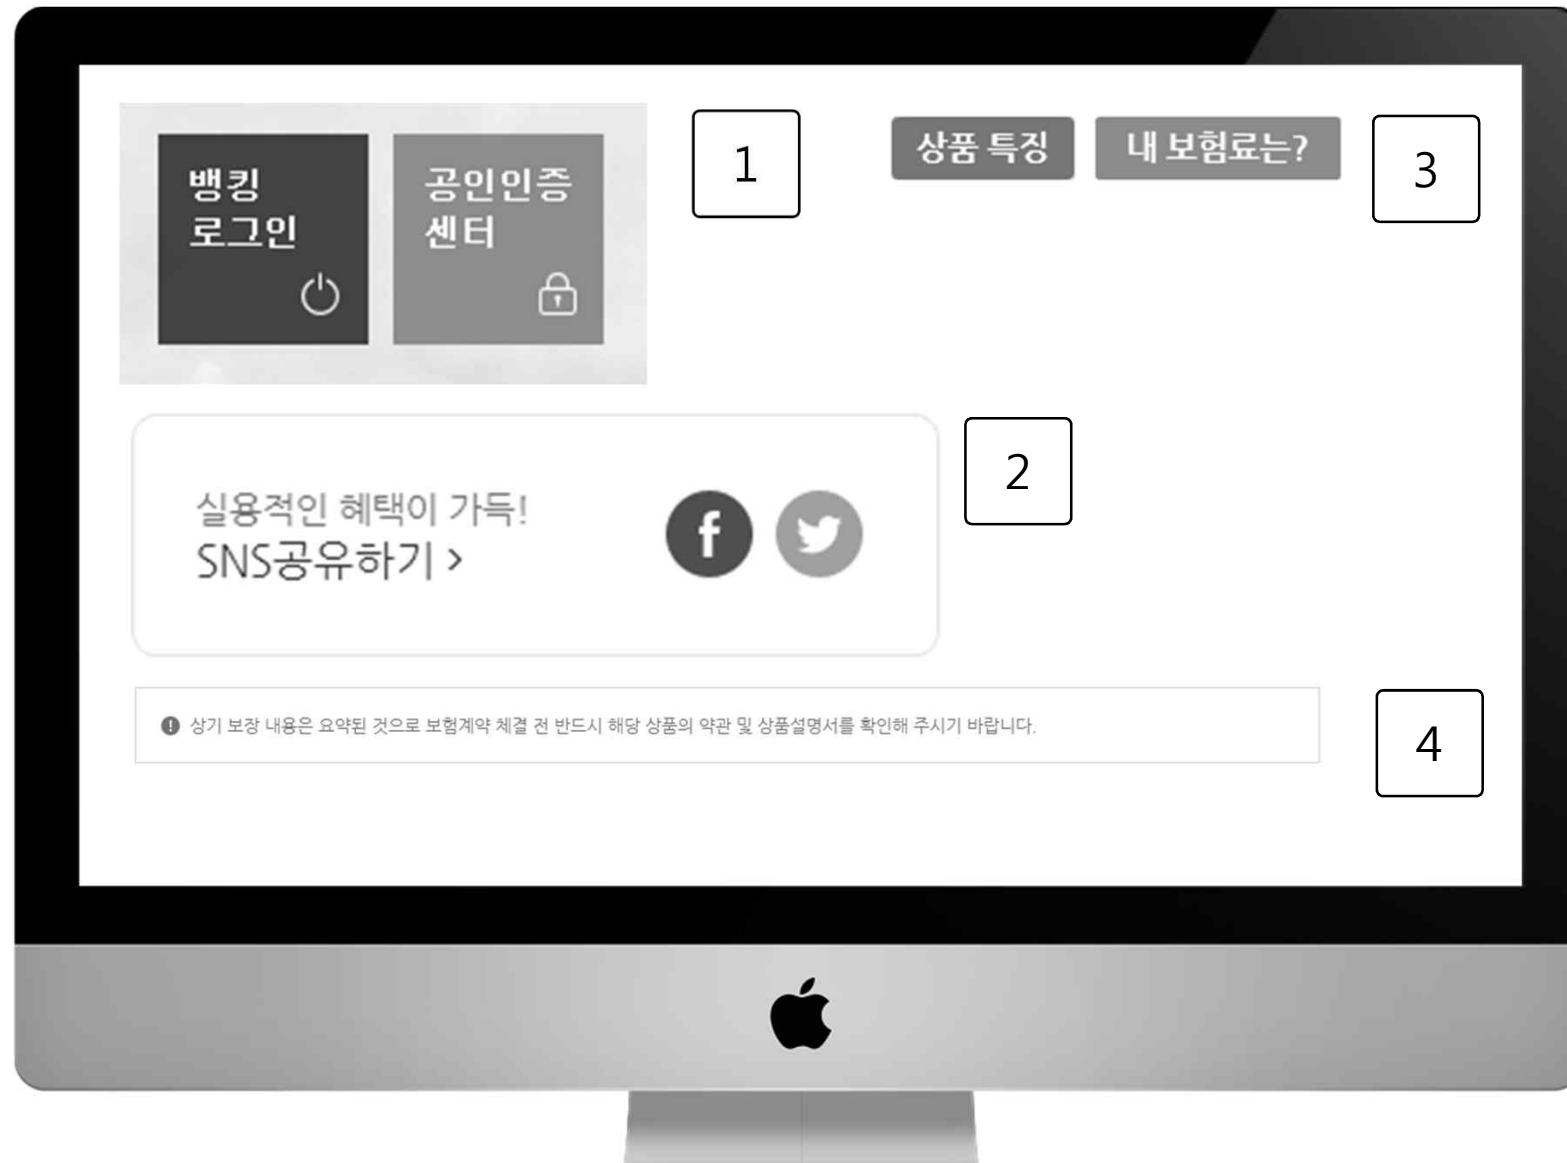 뱅킹
로그인
공인인증
센터
1
상품 특징
내 보험료는?
3
실용적인 혜택이 가득!
SNS공유하기 >
f
2
! 상기 보장 내용은 요약된 것으로 보험계약 체결 전 반드시 해당 상품의 약관 및 상품설명서를 확인해 주시기 바랍니다.
4